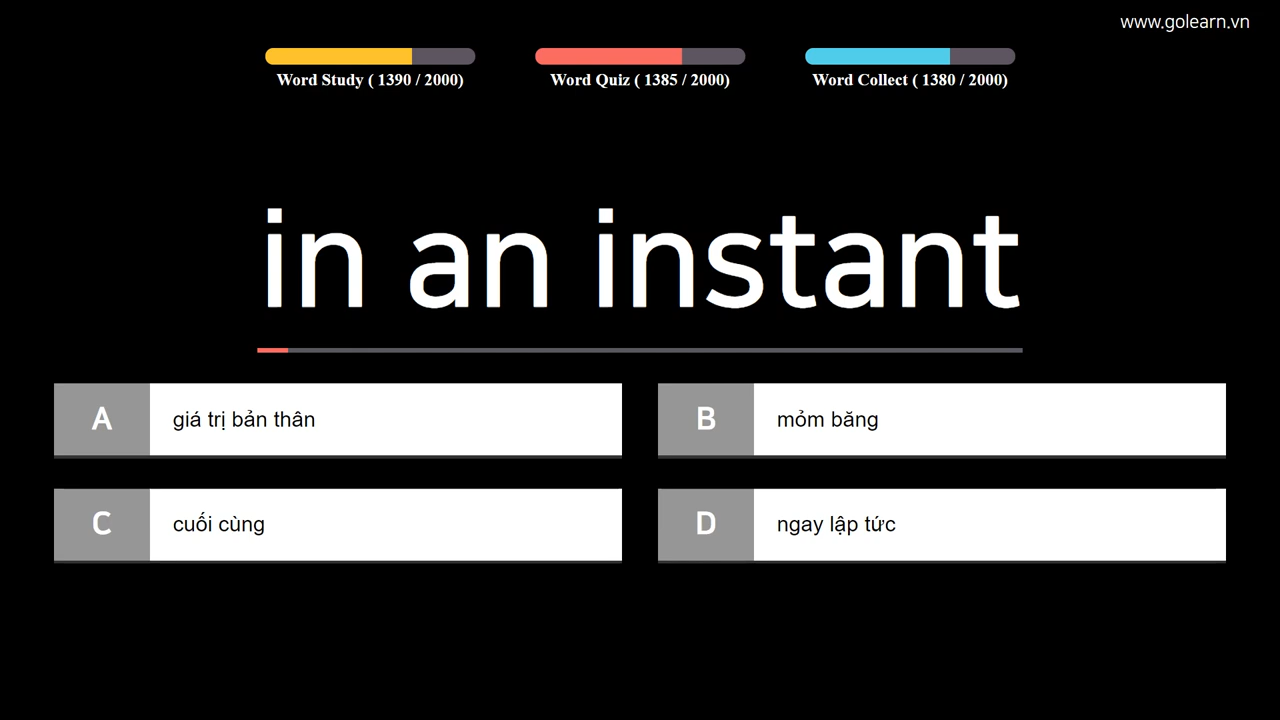 www.golearn.vn
Word Study ( 1390 / 2000)
Word Quiz ( 1385 / 2000)
Word Collect ( 1380 / 2000)
in an instant
A giá trị bản thân
B mỏm băng
C cuối cùng
D ngay lập tức